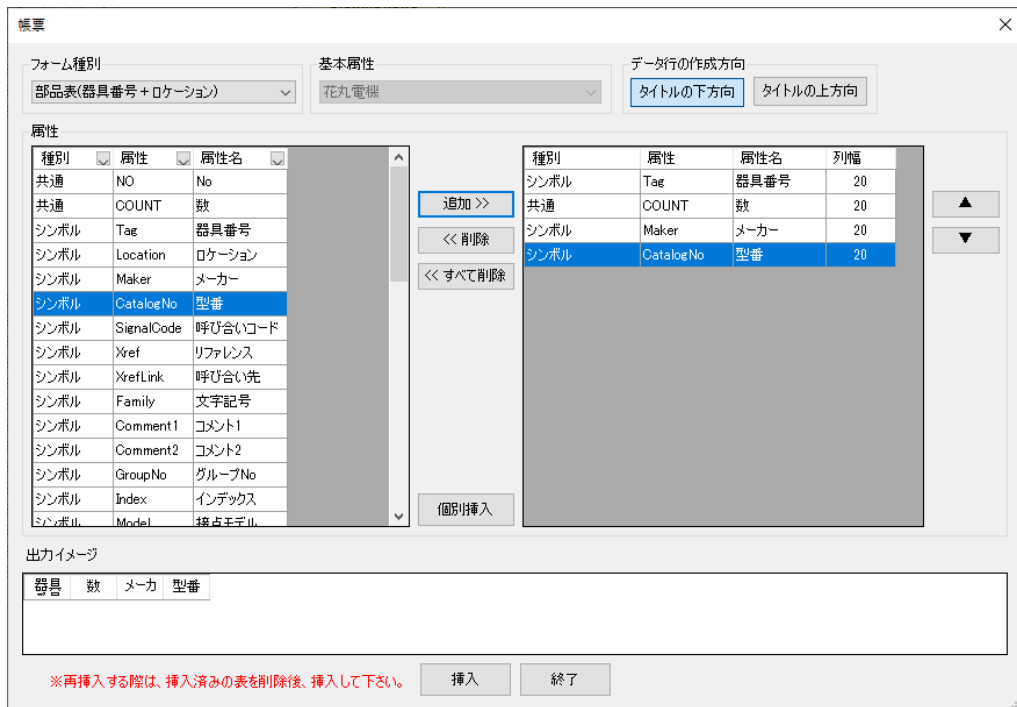 帳票
フォーム種別
基本属性
データ行の作成方向
部品表(器具番号+ロケーション)
花丸電機
タイトルの下方向
タイトルの上方向
属性
種別 属性 属性名
共通 NO No
共通 COUNT 数
シンボル Tag 器具番号
シンボル Location ロケーション
シンボル Maker メーカー
シンボル CatalogNo 型番
シンボル SignalCode 呼び合いコード
シンボル Xref リファレンス
シンボル XrefLink 呼び合い先
シンボル Family 文字記号
シンボル Comment1 コメント1
シンボル Comment2 コメント2
シンボル GroupNo グループNo
シンボル Index インデックス
シンボル Model 接点モデル
追加 >>
<< 削除
<< すべて削除
個別挿入
種別 属性 属性名 列幅
シンボル Tag 器具番号 20
共通 COUNT 数 20
シンボル Maker メーカー 20
シンボル CatalogNo 型番 20
▲
▼
出力イメージ
器具 数 メーカ 型番
※再挿入する際は、挿入済みの表を削除後、挿入して下さい。
挿入
終了